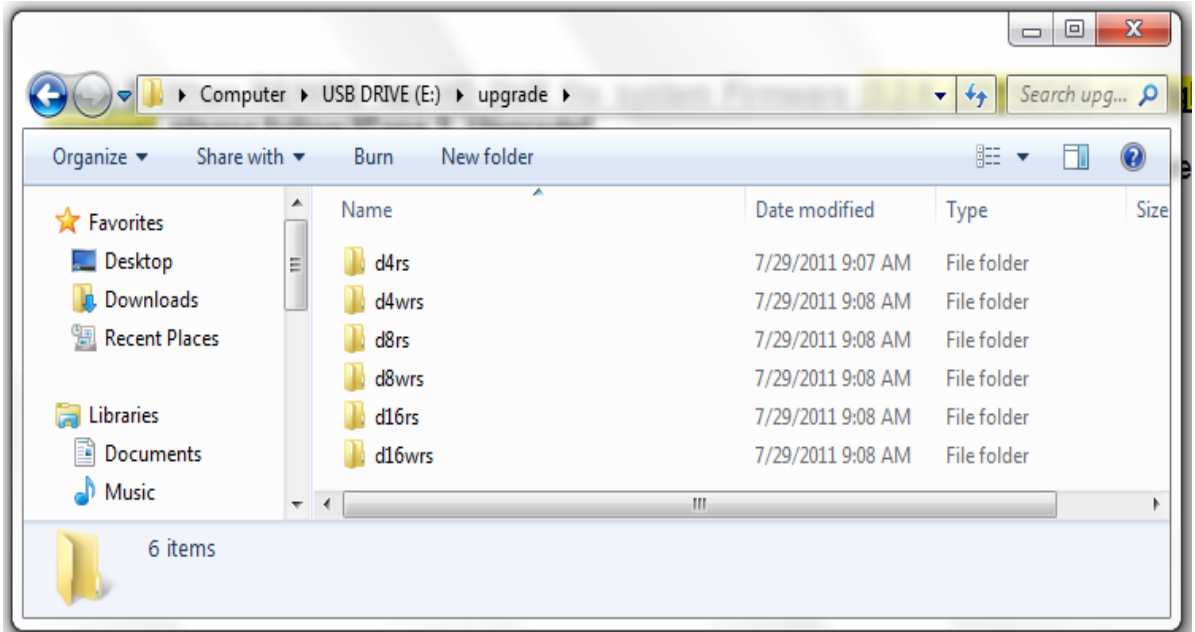 Computer USB DRIVE (E:) upgrade
Search upg...
Organize Share with Burn New folder
Favorites
Desktop
Downloads
Recent Places
Libraries
Documents
Music
Name Date modified Type Size
d4rs 7/29/2011 9:07 AM File folder
d4wrs 7/29/2011 9:08 AM File folder
d8rs 7/29/2011 9:08 AM File folder
d8wrs 7/29/2011 9:08 AM File folder
d16rs 7/29/2011 9:08 AM File folder
d16wrs 7/29/2011 9:08 AM File folder
6 items